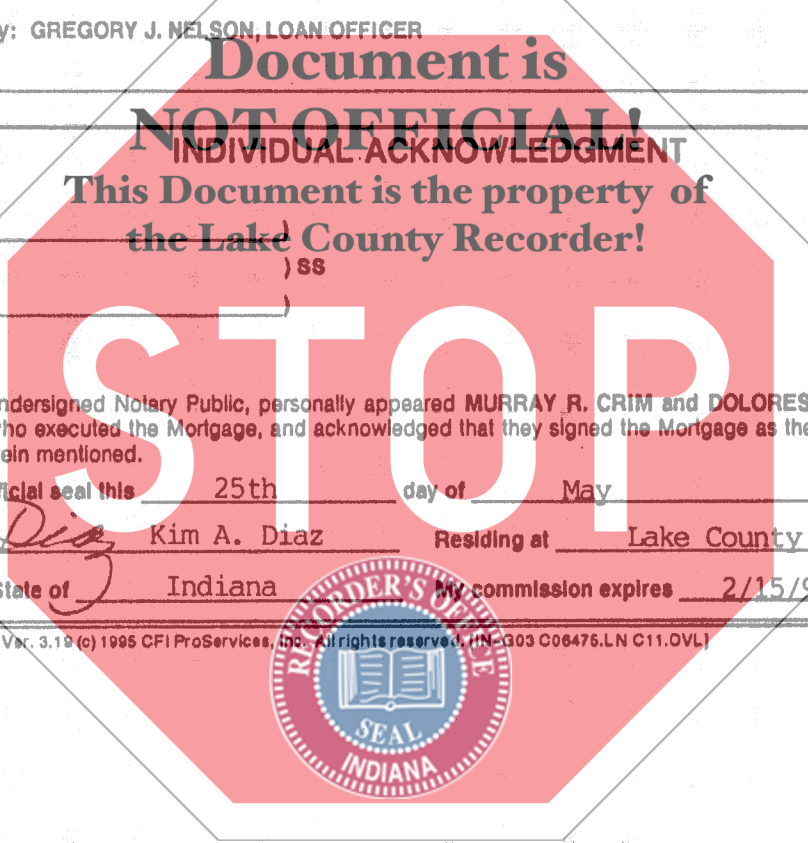 y: GREGORY J. NELSON, LOAN OFFICER
Document is
NOT OFFICIAL!
INDIVIDUAL ACKNOWLEDGMENT
This Document is the property of
the Lake County Recorder!
)
) SS
)
STOP
ndersigned Notary Public, personally appeared MURRAY R. CRIM and DOLORES
ho executed the Mortgage, and acknowledged that they signed the Mortgage as the
ein mentioned.
ficial seal this 25th day of May
Diaz Kim A. Diaz Residing at Lake County
State of Indiana My commission expires 2/15/9
Ver. 3.19 (c) 1995 CFI ProServices, Inc. All rights reserved. [IN-G03 C06475.LN C11.OVL]
RECORDER'S OFFICE
SEAL
INDIANA